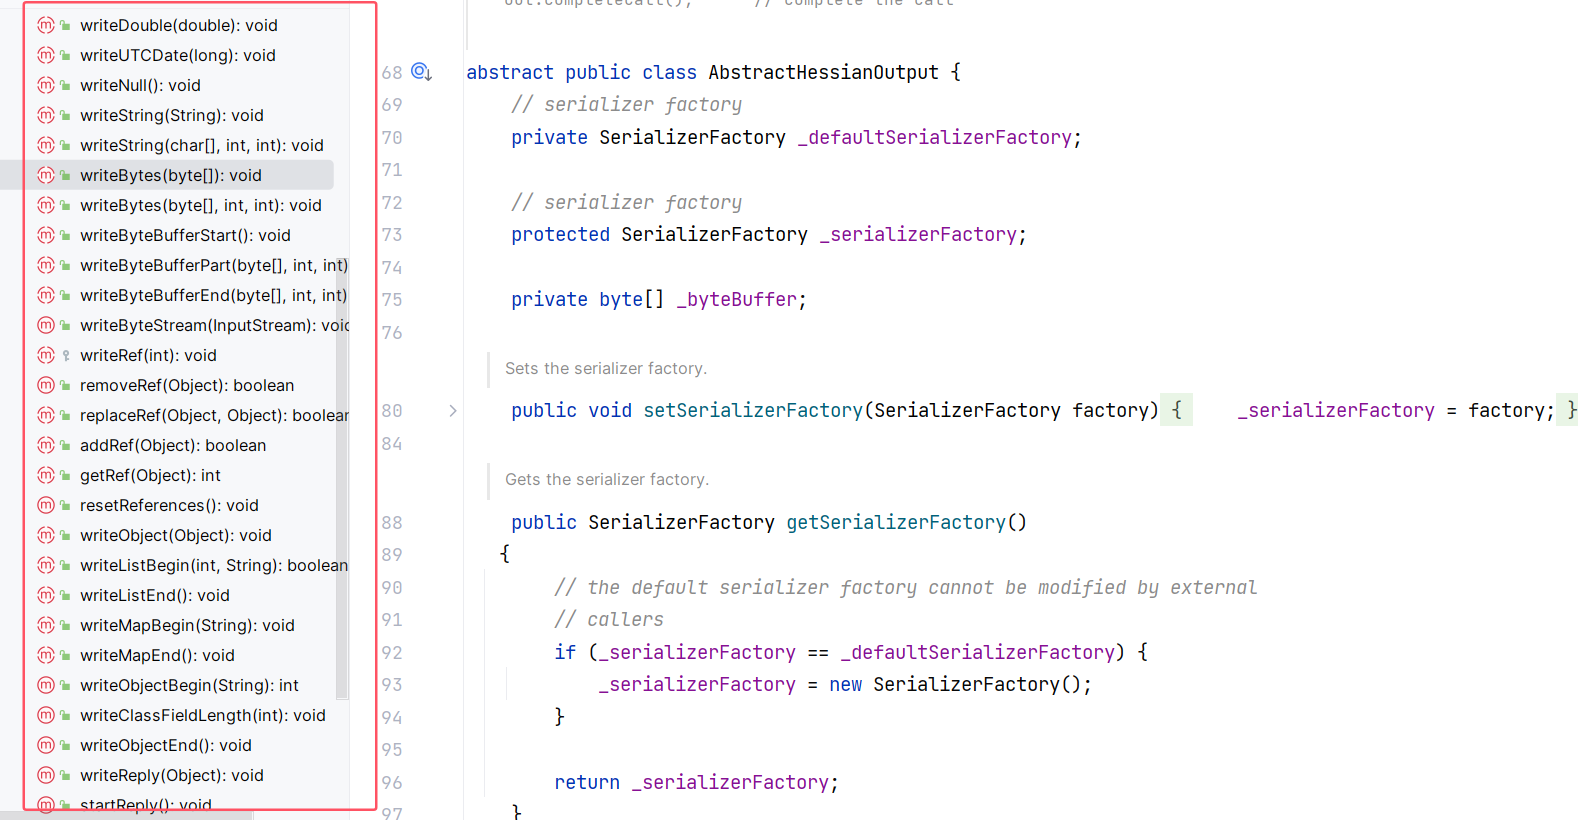 writeDouble(double): void
writeUTCDate(long): void
writeNull(): void
writeString(String): void
writeString(char[], int, int): void
writeBytes(byte[]): void
writeBytes(byte[], int, int): void
writeByteBufferStart(): void
writeByteBufferPart(byte[], int, int)
writeByteBufferEnd(byte[], int, int)
writeByteStream(InputStream): void
writeRef(int): void
removeRef(Object): boolean
replaceRef(Object, Object): boolean
addRef(Object): boolean
getRef(Object): int
resetReferences(): void
writeObject(Object): void
writeListBegin(int, String): boolean
writeListEnd(): void
writeMapBegin(String): void
writeMapEnd(): void
writeObjectBegin(String): int
writeClassFieldLength(int): void
writeObjectEnd(): void
writeReply(Object): void
startReply(): void
out.completeCall(); // complete the call
68 abstract public class AbstractHessianOutput {
69 // serializer factory
70 private SerializerFactory _defaultSerializerFactory;
71
72 // serializer factory
73 protected SerializerFactory _serializerFactory;
74
75 private byte[] _byteBuffer;
76
Sets the serializer factory.
80 public void setSerializerFactory(SerializerFactory factory) { _serializerFactory = factory; }
84
Gets the serializer factory.
88 public SerializerFactory getSerializerFactory()
89 {
90 // the default serializer factory cannot be modified by external
91 // callers
92 if (_serializerFactory == _defaultSerializerFactory) {
93 _serializerFactory = new SerializerFactory();
94 }
95
96 return _serializerFactory;
97 }